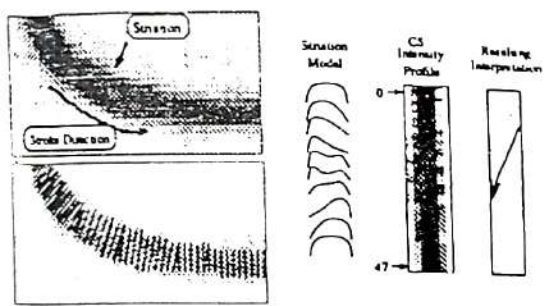 Striation
Stroke Direction
Striation
Model
CS
Intensity
Profile
Resulting
Interpretation
0
47